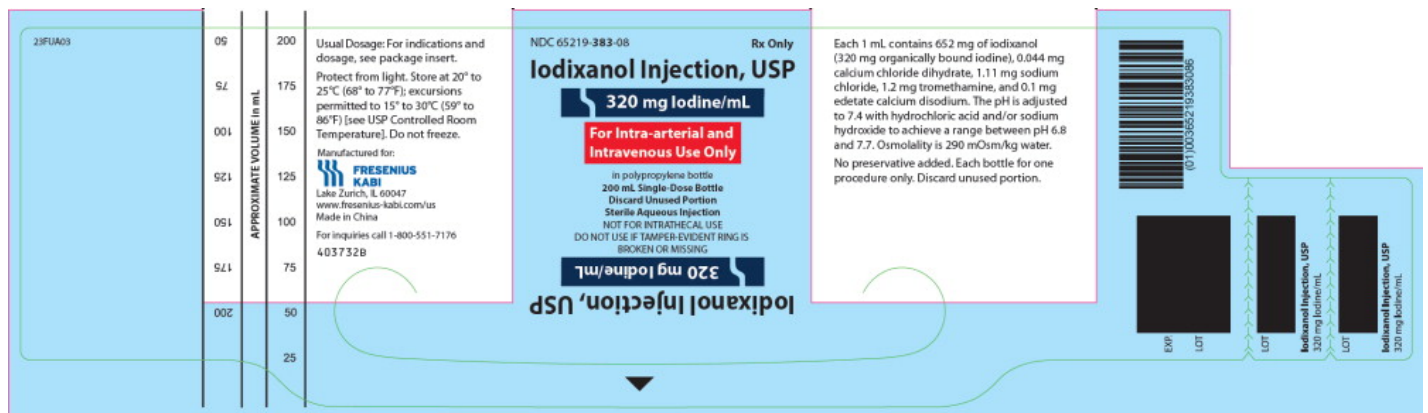 23FUA03
50
75
100
125
150
175
200
APPROXIMATE VOLUME in mL
200
175
150
125
100
75
50
25
Usual Dosage: For indications and
dosage, see package insert.
Protect from light. Store at 20° to
25°C (68° to 77°F); excursions
permitted to 15° to 30°C (59° to
86°F) [see USP Controlled Room
Temperature]. Do not freeze.
Manufactured for:
FRESENIUS
KABI
Lake Zurich, IL 60047
www.fresenius-kabi.com/us
Made in China
For inquiries call 1-800-551-7176
403732B
NDC 65219-383-08 Rx Only
Iodixanol Injection, USP
320 mg Iodine/mL
For Intra-arterial and
Intravenous Use Only
in polypropylene bottle
200 mL Single-Dose Bottle
Discard Unused Portion
Sterile Aqueous Injection
NOT FOR INTRATHECAL USE
DO NOT USE IF TAMPER-EVIDENT RING IS
BROKEN OR MISSING
320 mg Iodine/mL
Iodixanol Injection, USP
Each 1 mL contains 652 mg of iodixanol
(320 mg organically bound iodine), 0.044 mg
calcium chloride dihydrate, 1.11 mg sodium
chloride, 1.2 mg tromethamine, and 0.1 mg
edetate calcium disodium. The pH is adjusted
to 7.4 with hydrochloric acid and/or sodium
hydroxide to achieve a range between pH 6.8
and 7.7. Osmolality is 290 mOsm/kg water.
No preservative added. Each bottle for one
procedure only. Discard unused portion.
(01)00365219383086
EXP.
LOT
LOT
Iodixanol Injection, USP
320 mg Iodine/mL
LOT
Iodixanol Injection, USP
320 mg Iodine/mL